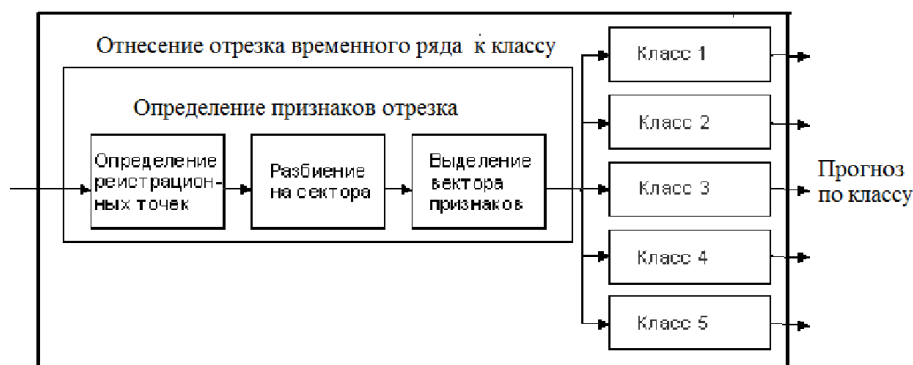 Отнесение отрезка временного ряда к классу
Определение признаков отрезка
Определение
реистрацион-
ных точек
Разбиение
на сектора
Выделение
вектора
признаков
Класс 1
Класс 2
Класс 3
Класс 4
Класс 5
Прогноз
по классу